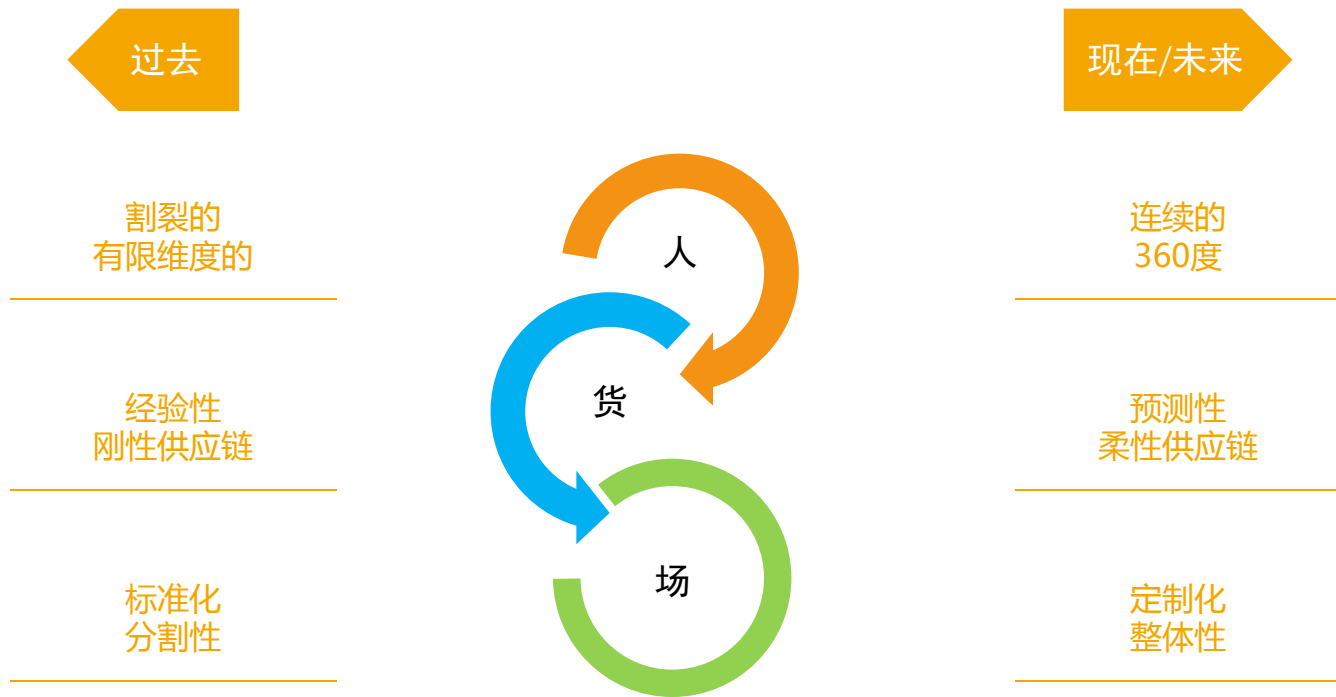 过去
现在/未来
割裂的
有限维度的
人
连续的
360度
经验性
刚性供应链
货
预测性
柔性供应链
标准化
分割性
场
定制化
整体性